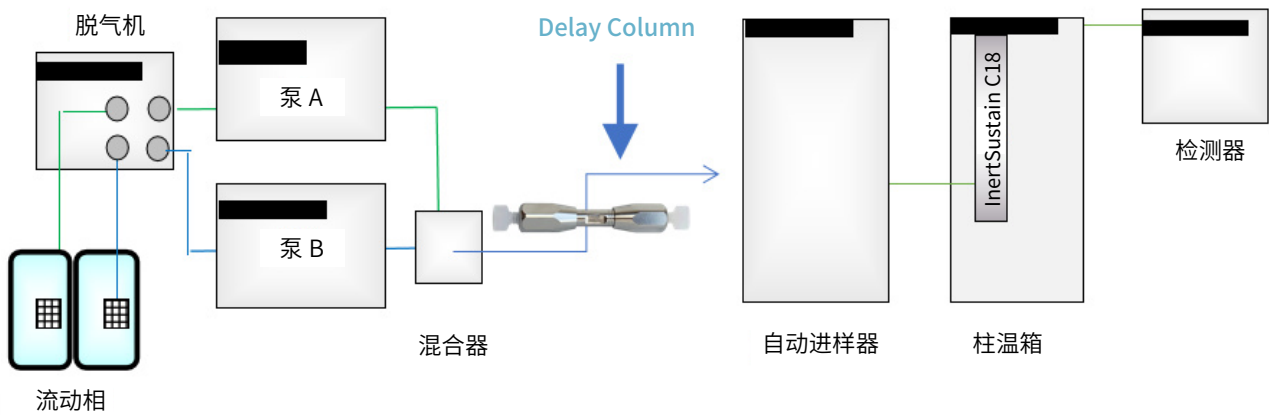 脱气机
泵 A
Delay Column
InertSustain C18
检测器
泵 B
混合器
自动进样器
柱温箱
流动相